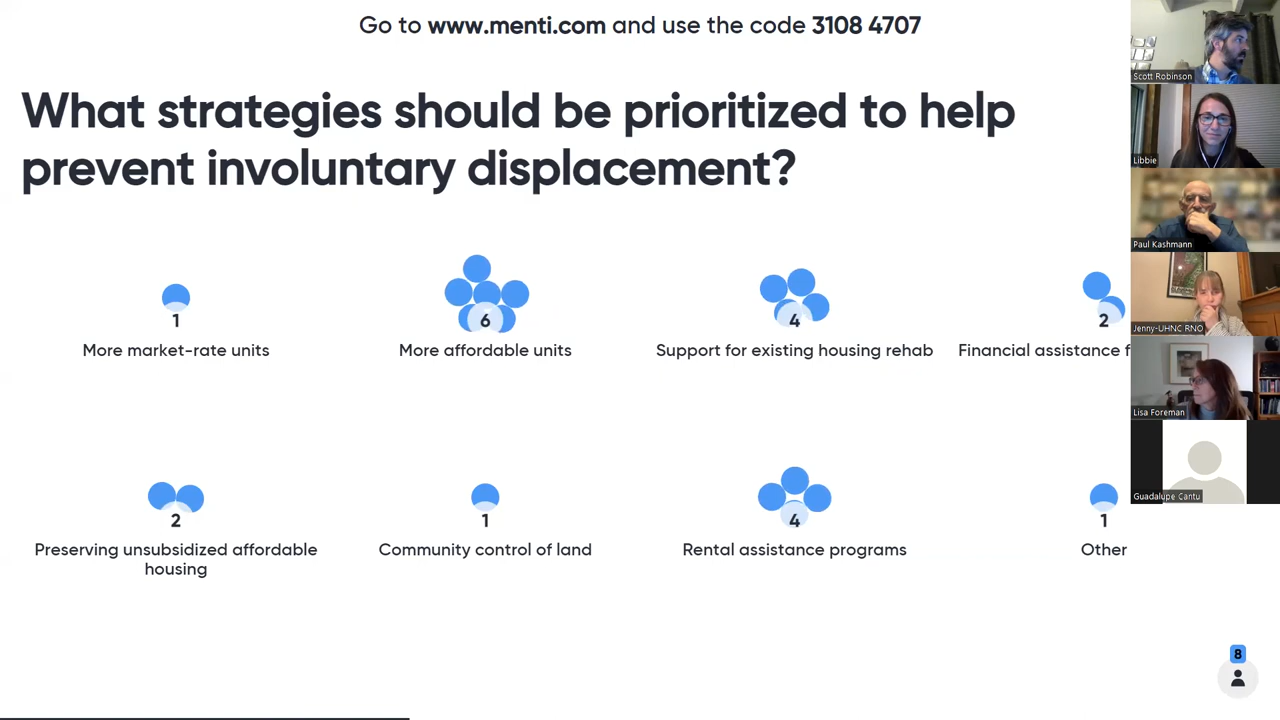 Go to www.menti.com and use the code 3108 4707
What strategies should be prioritized to help
prevent involuntary displacement?
1
More market-rate units
6
More affordable units
4
Support for existing housing rehab
2
Financial assistance f
2
Preserving unsubsidized affordable
housing
1
Community control of land
4
Rental assistance programs
1
Other
8
Scott Robinson
Libbie
Paul Kashmann
Jenny-UHNC RNO
Lisa Foreman
Guadalupe Cantu